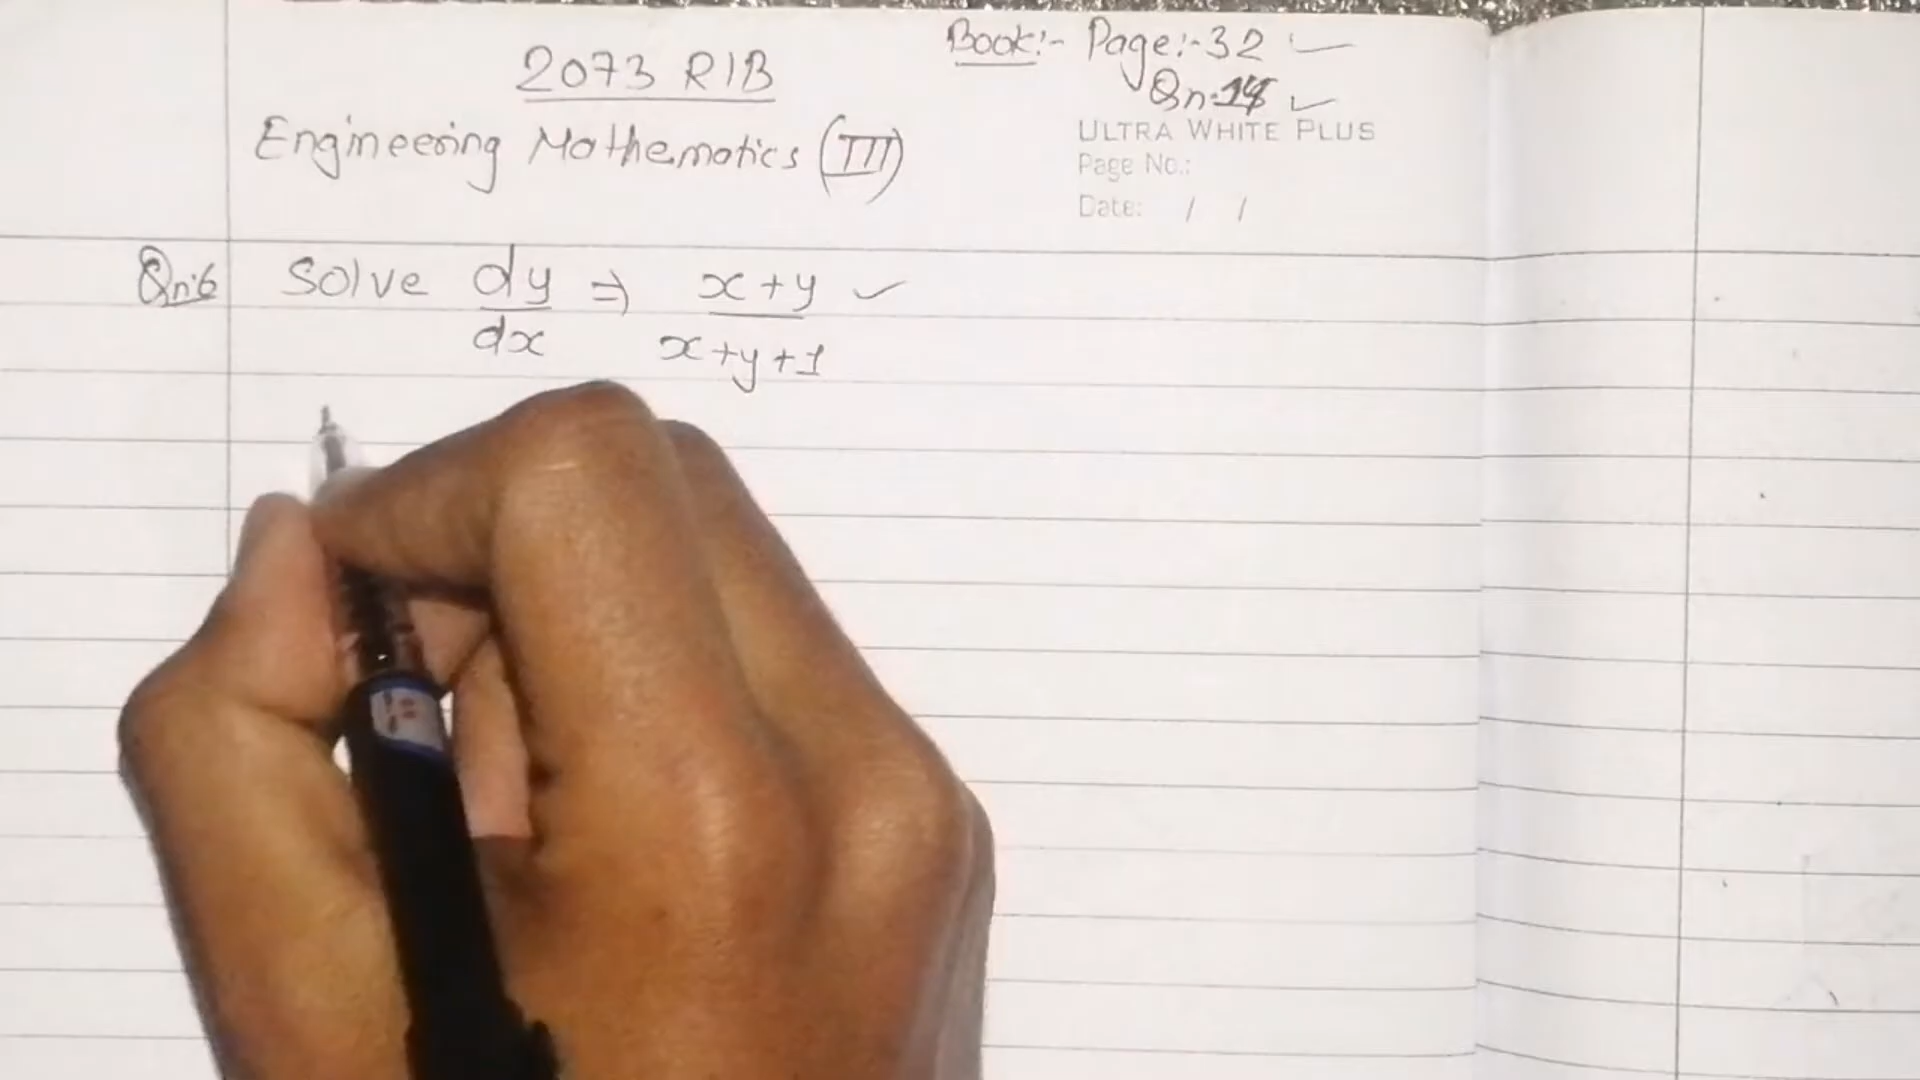 2073 R/B
Book:- Page:-32
Qn.14
Engineering Mathematics (III)
ULTRA WHITE PLUS
Page No.:
Date: / /
Qn:6 Solve dy/dx ⇒ x+y/x+y+1